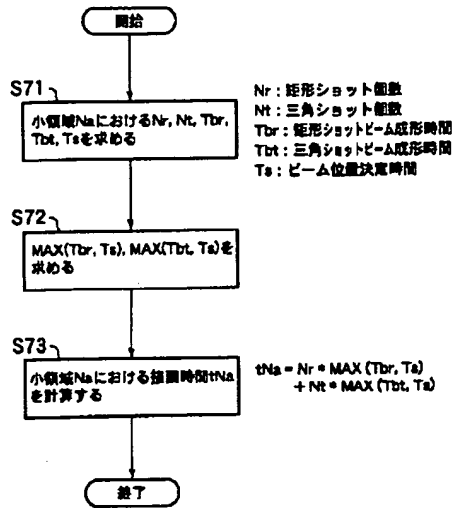 開始
S71
小領域NaにおけるNr, Nt, Tbr,
Tbt, Tsを求める
Nr：矩形ショット個数
Nt：三角ショット個数
Tbr：矩形ショットビーム成形時間
Tbt：三角ショットビーム成形時間
Ts：ビーム位置決定時間
S72
MAX(Tbr, Ts), MAX(Tbt, Ts)を
求める
S73
小領域Naにおける描画時間tNa
を計算する
tNa = Nr * MAX (Tbr, Ts)
+ Nt * MAX (Tbt, Ts)
終了